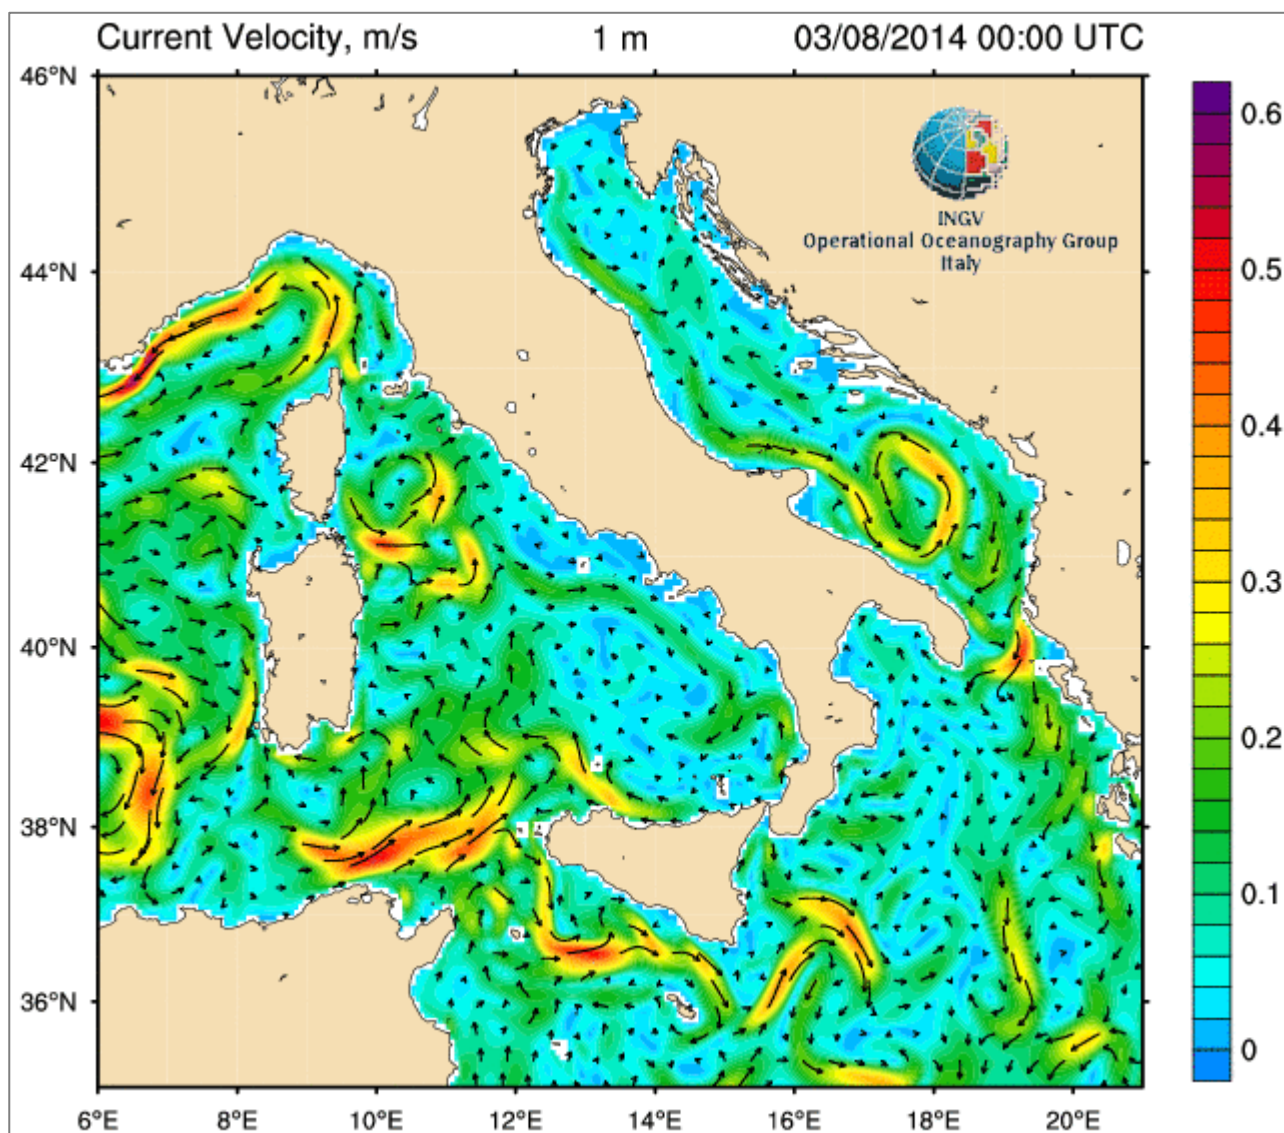 Current Velocity, m/s 1 m 03/08/2014 00:00 UTC
46°N
44°N
42°N
40°N
38°N
36°N
6°E 8°E 10°E 12°E 14°E 16°E 18°E 20°E
INGV
Operational Oceanography Group
Italy
0.6
0.5
0.4
0.3
0.2
0.1
0